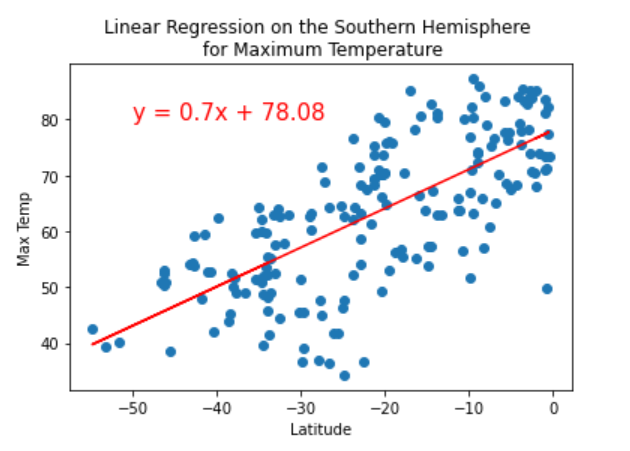 Linear Regression on the Southern Hemisphere
for Maximum Temperature
y = 0.7x + 78.08
Max Temp
80
70
60
50
40
−50 −40 −30 −20 −10 0
Latitude